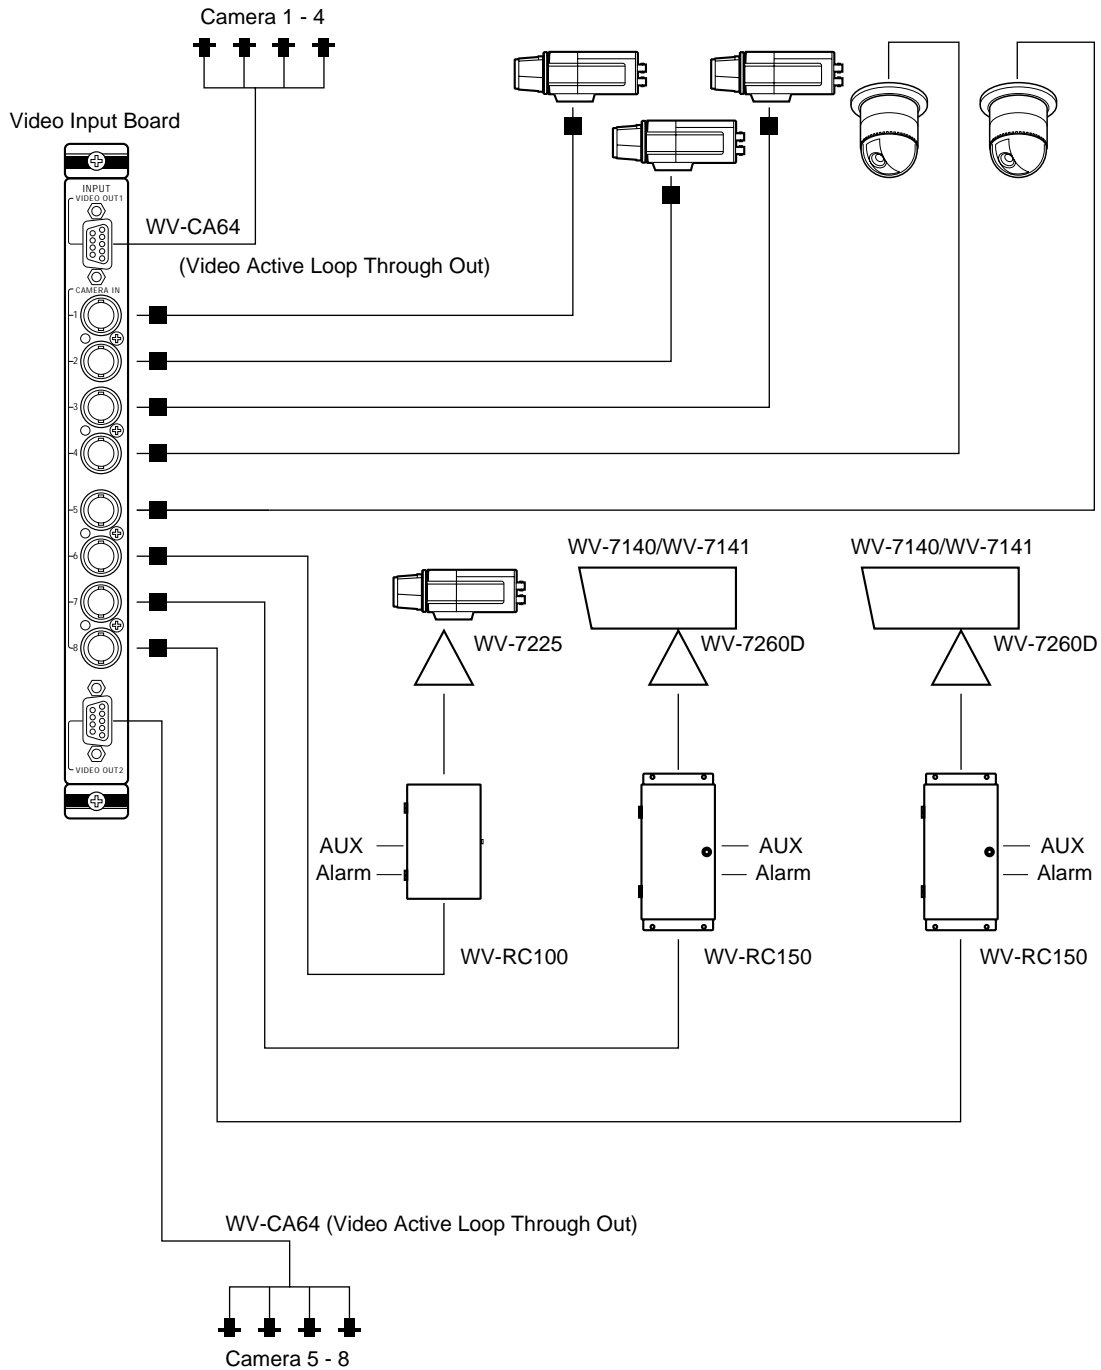 Camera 1 - 4
Video Input Board
INPUT
VIDEO OUT1
WV-CA64
(Video Active Loop Through Out)
CAMERA IN
1
2
3
4
5
6
7
8
VIDEO OUT2
WV-7140/WV-7141
WV-7140/WV-7141
WV-7225
WV-7260D
WV-7260D
AUX
Alarm
AUX
Alarm
AUX
Alarm
WV-RC100
WV-RC150
WV-RC150
WV-CA64 (Video Active Loop Through Out)
Camera 5 - 8